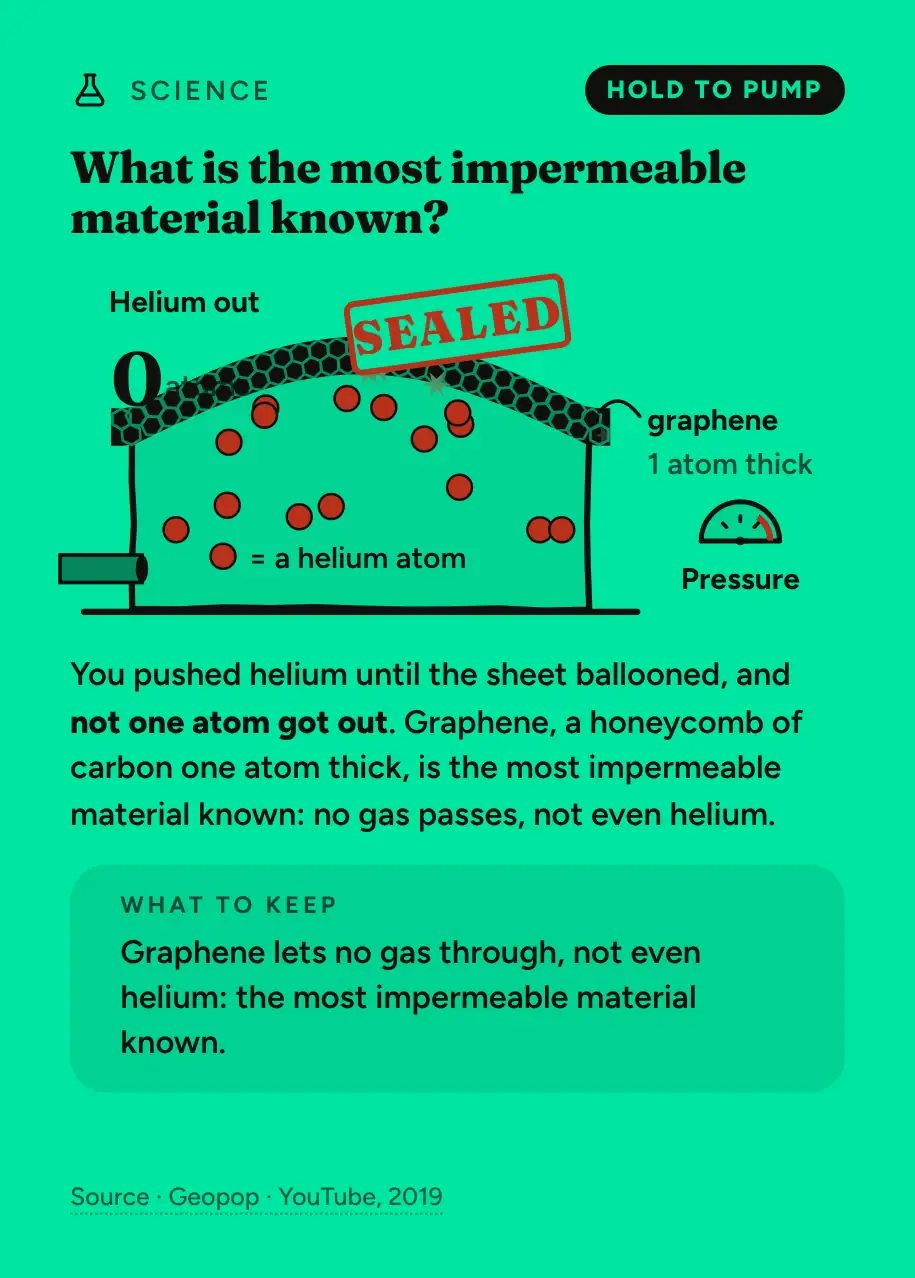 SCIENCE
HOLD TO PUMP
What is the most impermeable
material known?
Helium out
SEALED
0
graphene
1 atom thick
= a helium atom
Pressure
You pushed helium until the sheet ballooned, and
not one atom got out. Graphene, a honeycomb of
carbon one atom thick, is the most impermeable
material known: no gas passes, not even helium.
WHAT TO KEEP
Graphene lets no gas through, not even
helium: the most impermeable material
known.
Source · Geopop · YouTube, 2019